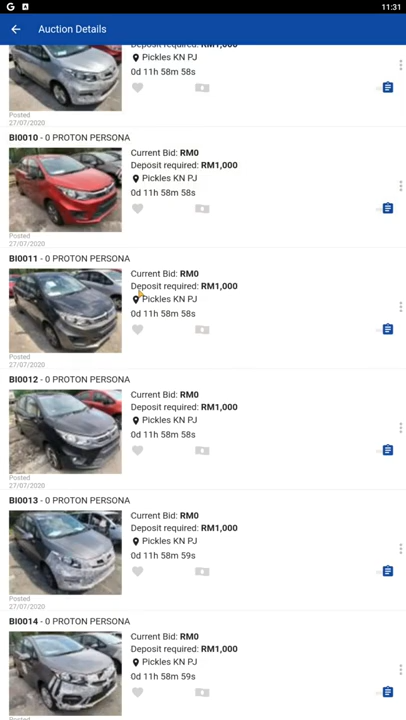 G A 11:31
Auction Details
Deposit required: RM1,000
Pickles KN PJ
0d 11h 58m 58s
Posted
27/07/2020
BI0010 - 0 PROTON PERSONA
Current Bid: RM0
Deposit required: RM1,000
Pickles KN PJ
0d 11h 58m 58s
Posted
27/07/2020
BI0011 - 0 PROTON PERSONA
Current Bid: RM0
Deposit required: RM1,000
Pickles KN PJ
0d 11h 58m 58s
Posted
27/07/2020
BI0012 - 0 PROTON PERSONA
Current Bid: RM0
Deposit required: RM1,000
Pickles KN PJ
0d 11h 58m 58s
Posted
27/07/2020
BI0013 - 0 PROTON PERSONA
Current Bid: RM0
Deposit required: RM1,000
Pickles KN PJ
0d 11h 58m 59s
Posted
27/07/2020
BI0014 - 0 PROTON PERSONA
Current Bid: RM0
Deposit required: RM1,000
Pickles KN PJ
0d 11h 58m 59s